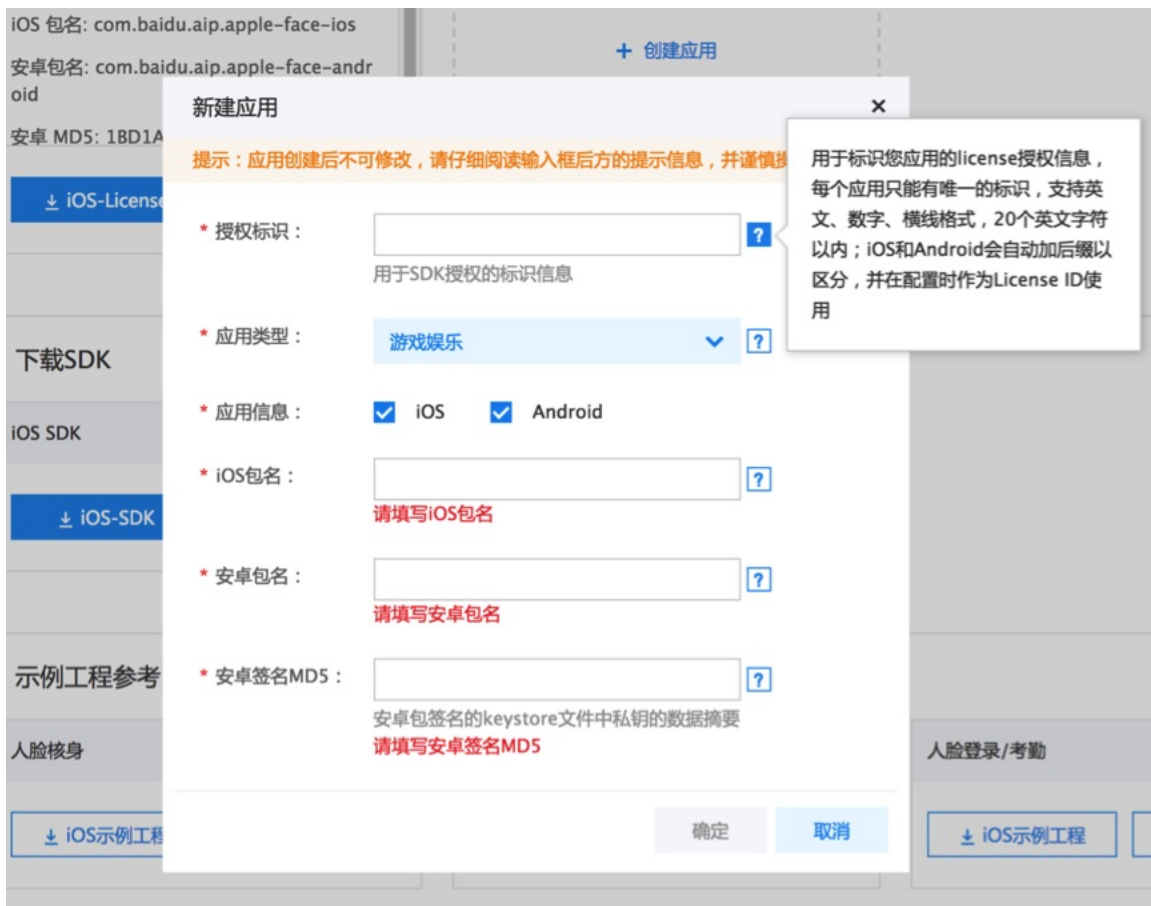 iOS 包名: com.baidu.aip.apple-face-ios
安卓包名: com.baidu.aip.apple-face-andr
oid
安卓 MD5: 1BD1A
iOS-License
+ 创建应用
新建应用
×
提示：应用创建后不可修改，请仔细阅读输入框后方的提示信息，并谨慎操
用于标识您应用的license授权信息，
每个应用只能有唯一的标识，支持英
文、数字、横线格式，20个英文字符
以内；iOS和Android会自动加后缀以
区分，并在配置时作为License ID使
用
* 授权标识：
?
用于SDK授权的标识信息
* 应用类型：
游戏娱乐
?
* 应用信息：
iOS
Android
* iOS包名：
?
请填写iOS包名
* 安卓包名：
?
请填写安卓包名
* 安卓签名MD5：
?
安卓包签名的keystore文件中私钥的数据摘要
请填写安卓签名MD5
确定
取消
下载SDK
iOS SDK
iOS-SDK
示例工程参考
人脸核身
iOS示例工程
人脸登录/考勤
iOS示例工程